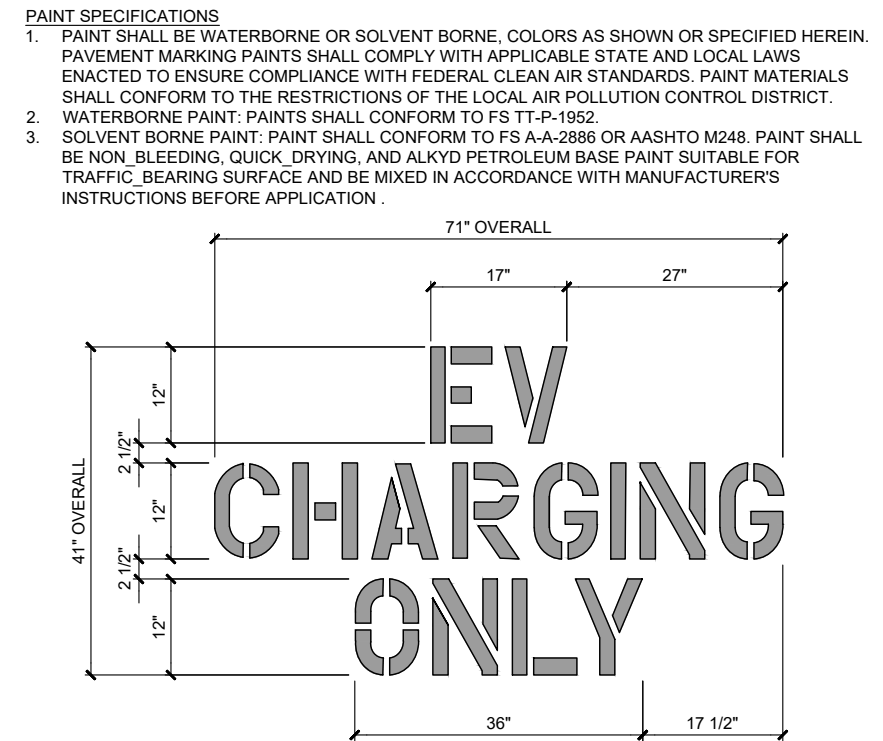 PAINT SPECIFICATIONS
1. PAINT SHALL BE WATERBORNE OR SOLVENT BORNE, COLORS AS SHOWN OR SPECIFIED HEREIN.
PAVEMENT MARKING PAINTS SHALL COMPLY WITH APPLICABLE STATE AND LOCAL LAWS
ENACTED TO ENSURE COMPLIANCE WITH FEDERAL CLEAN AIR STANDARDS. PAINT MATERIALS
SHALL CONFORM TO THE RESTRICTIONS OF THE LOCAL AIR POLLUTION CONTROL DISTRICT.
2. WATERBORNE PAINT: PAINTS SHALL CONFORM TO FS TT-P-1952.
3. SOLVENT BORNE PAINT: PAINT SHALL CONFORM TO FS A-A-2886 OR AASHTO M248. PAINT SHALL
BE NON_BLEEDING, QUICK_DRYING, AND ALKYD PETROLEUM BASE PAINT SUITABLE FOR
TRAFFIC_BEARING SURFACE AND BE MIXED IN ACCORDANCE WITH MANUFACTURER'S
INSTRUCTIONS BEFORE APPLICATION .
71" OVERALL
17" 27"
41" OVERALL
12"
EV
2 1/2"
12"
CHARGING
2 1/2"
12"
ONLY
36" 17 1/2"